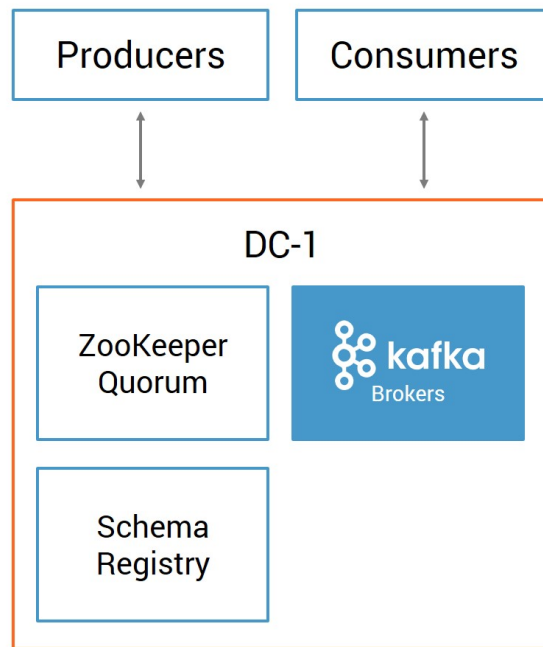 Producers
Consumers
DC-1
ZooKeeper
Quorum
kafka
Brokers
Schema
Registry